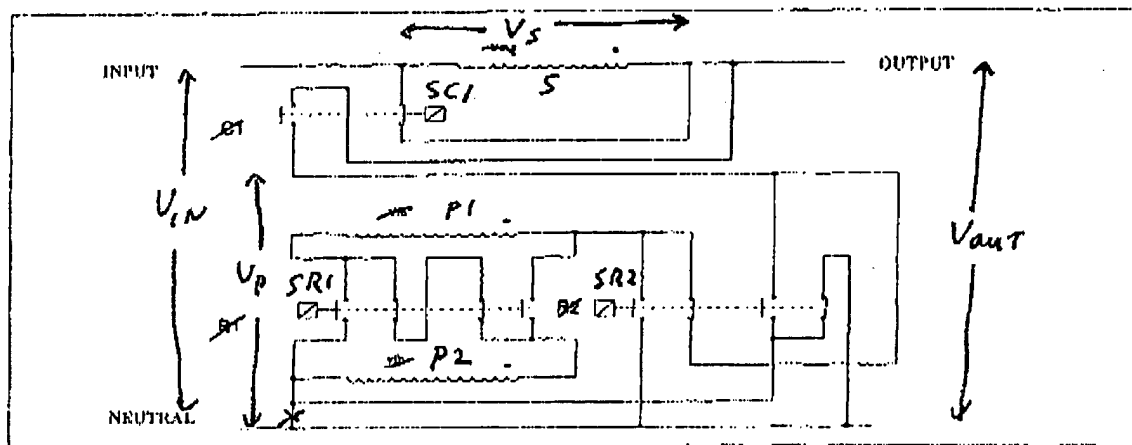 VS
INPUT
OUTPUT
S
SC1
VIN
VP
P1
VOUT
SR1
SR2
P2
NEUTRAL